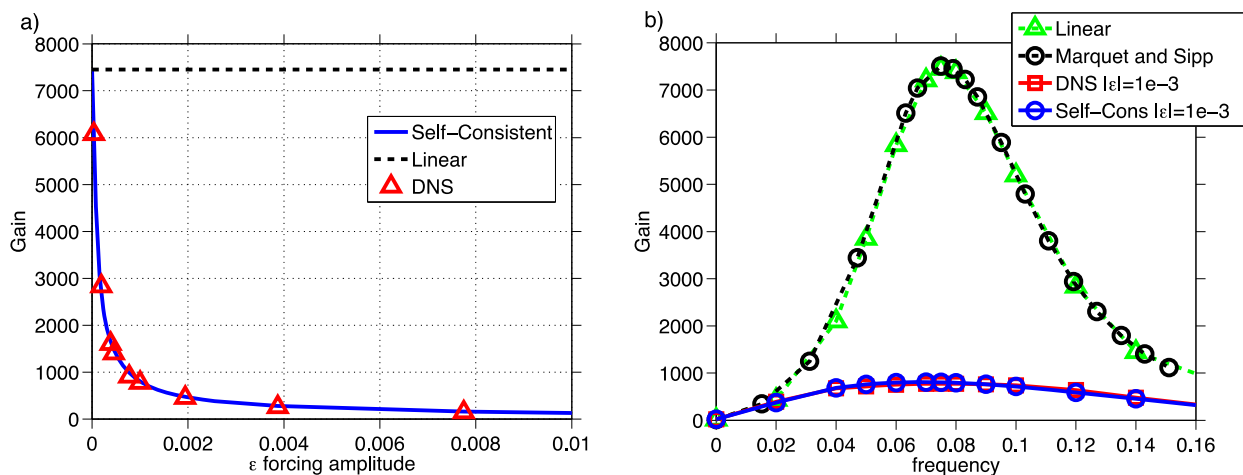 a)
8000
7000
6000
5000
4000
3000
2000
1000
0
Gain
0 0.002 0.004 0.006 0.008 0.01
ε forcing amplitude
Self−Consistent
Linear
DNS
b)
8000
7000
6000
5000
4000
3000
2000
1000
0
Gain
0 0.02 0.04 0.06 0.08 0.1 0.12 0.14 0.16
frequency
Linear
Marquet and Sipp
DNS |ε|=1e−3
Self−Cons |ε|=1e−3